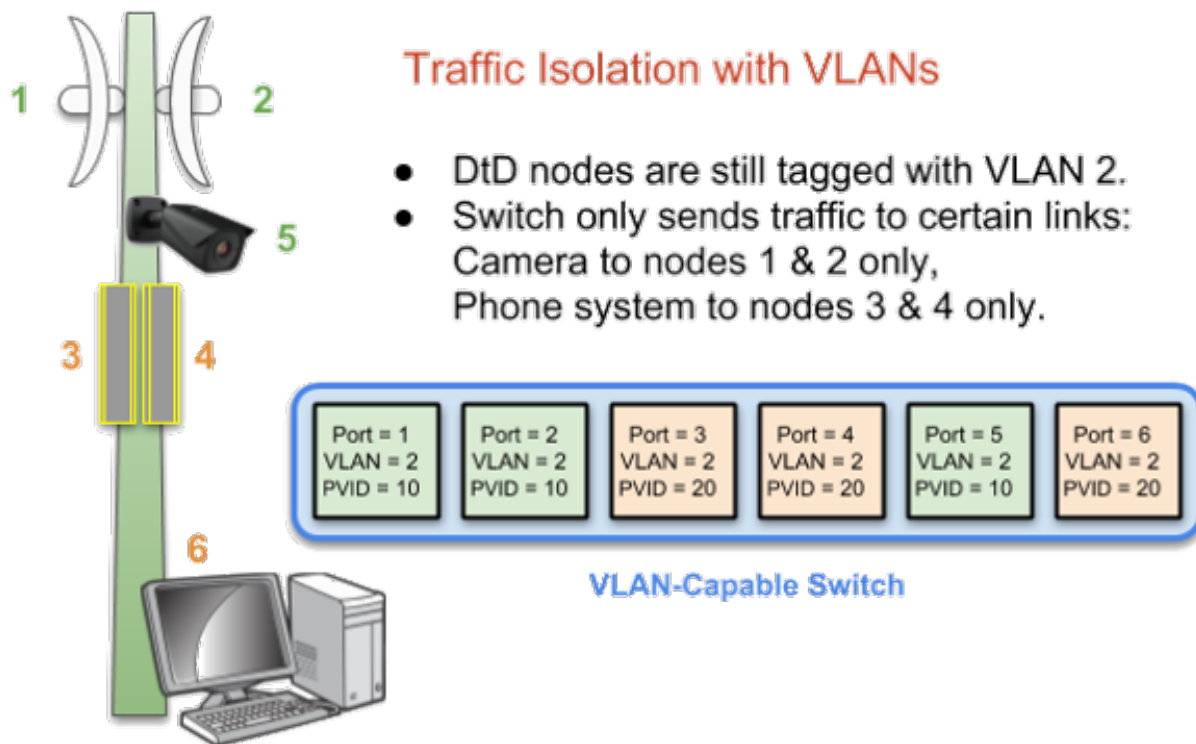 Traffic Isolation with VLANs
1
2
● DtD nodes are still tagged with VLAN 2.
● Switch only sends traffic to certain links:
Camera to nodes 1 & 2 only,
Phone system to nodes 3 & 4 only.
5
3
4
Port = 1
VLAN = 2
PVID = 10
Port = 2
VLAN = 2
PVID = 10
Port = 3
VLAN = 2
PVID = 20
Port = 4
VLAN = 2
PVID = 20
Port = 5
VLAN = 2
PVID = 10
Port = 6
VLAN = 2
PVID = 20
6
VLAN-Capable Switch